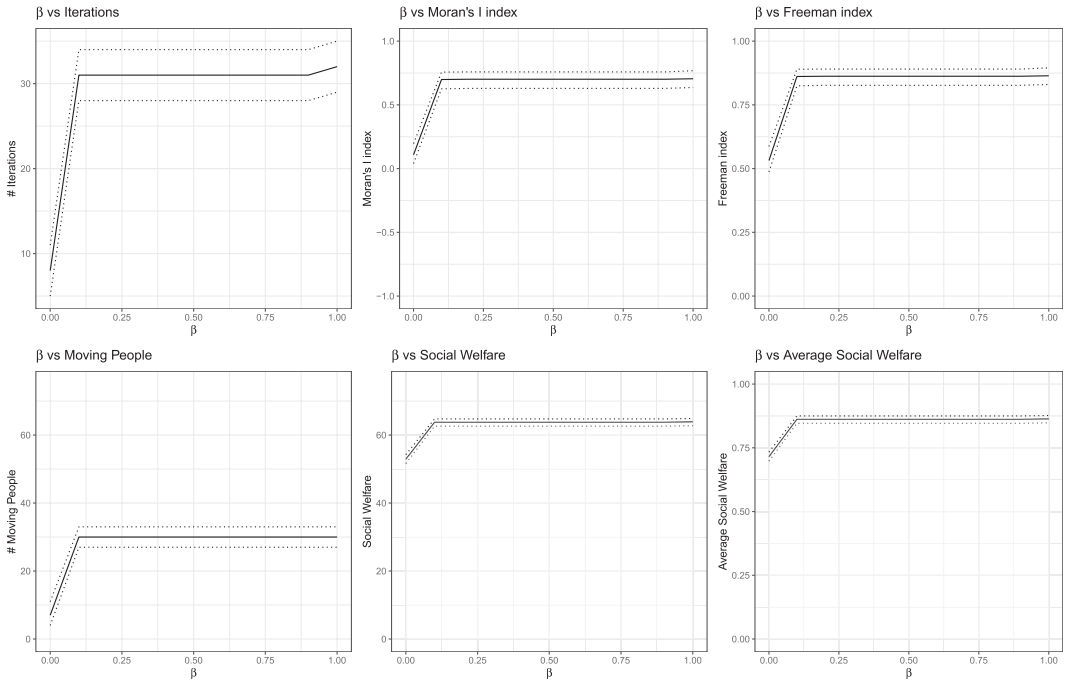 β vs Iterations
# Iterations
30
20
10
0.00 0.25 0.50 0.75 1.00
β
β vs Moran's I index
Moran's I index
1.0
0.5
0.0
−0.5
−1.0
0.00 0.25 0.50 0.75 1.00
β
β vs Freeman index
Freeman index
1.00
0.75
0.50
0.25
0.00
0.00 0.25 0.50 0.75 1.00
β
β vs Moving People
# Moving People
60
40
20
0
0.00 0.25 0.50 0.75 1.00
β
β vs Social Welfare
Social Welfare
60
40
20
0
0.00 0.25 0.50 0.75 1.00
β
β vs Average Social Welfare
Average Social Welfare
1.00
0.75
0.50
0.25
0.00
0.00 0.25 0.50 0.75 1.00
β